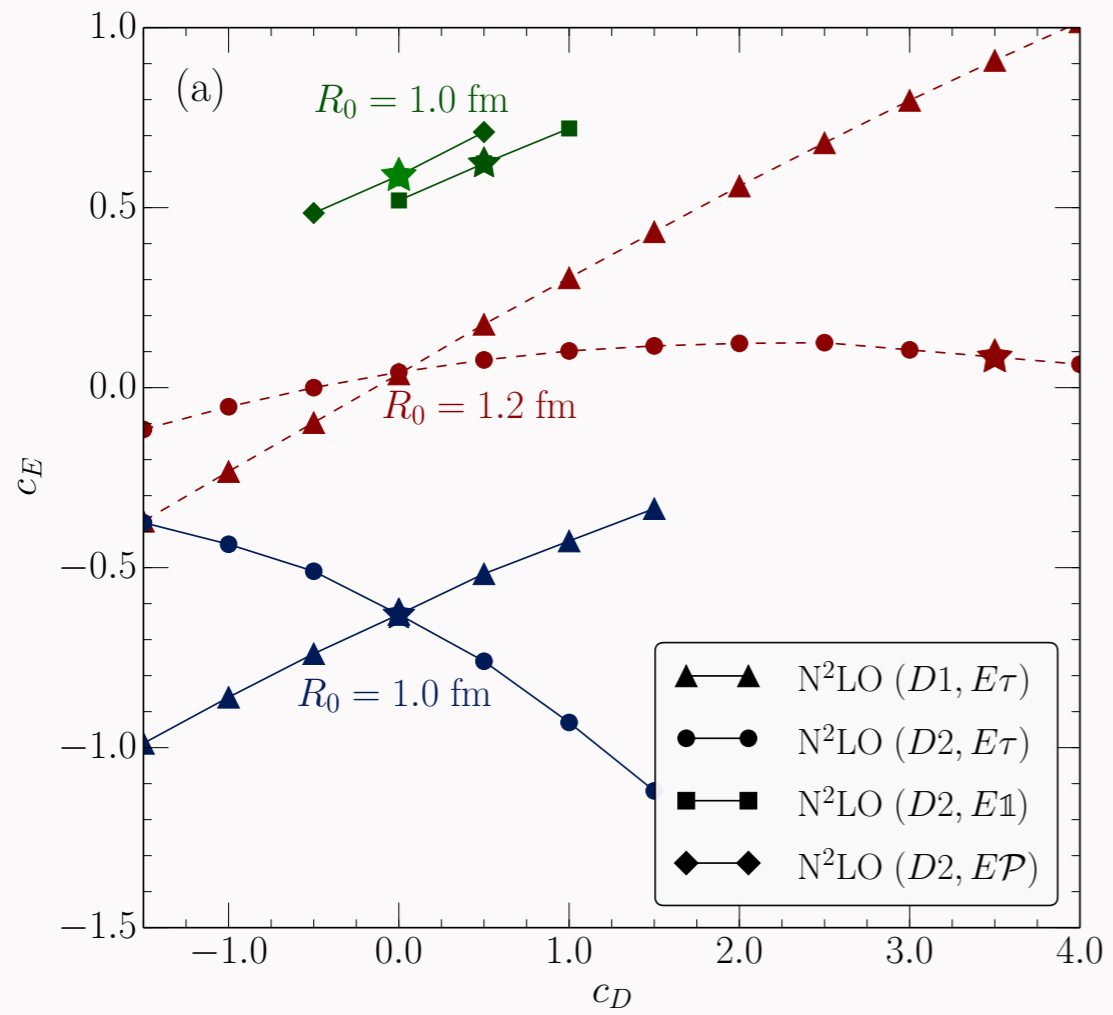 (a)
R₀ = 1.0 fm
R₀ = 1.2 fm
R₀ = 1.0 fm
N²LO (D1, Eτ)
N²LO (D2, Eτ)
N²LO (D2, E𝟙)
N²LO (D2, E𝒫)
1.0
0.5
0.0
−0.5
−1.0
−1.5
c_E
−1.0 0.0 1.0 2.0 3.0 4.0
c_D